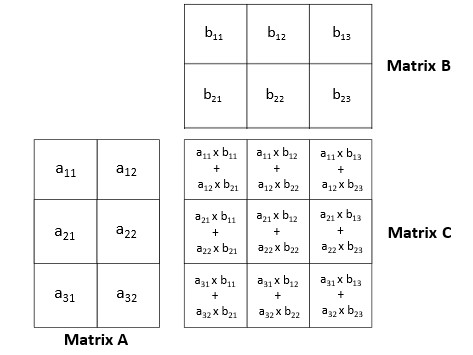 b11 b12 b13
Matrix B
b21 b22 b23
a11 x b11 a11 x b12 a11 x b13
+ + +
a12 x b21 a12 x b22 a12 x b23
a11 a12
a21 x b11 a21 x b12 a21 x b13
+ + +
a22 x b21 a22 x b22 a22 x b23
a21 a22
Matrix C
a31 x b11 a31 x b12 a31 x b13
+ + +
a32 x b21 a32 x b22 a32 x b23
a31 a32
Matrix A